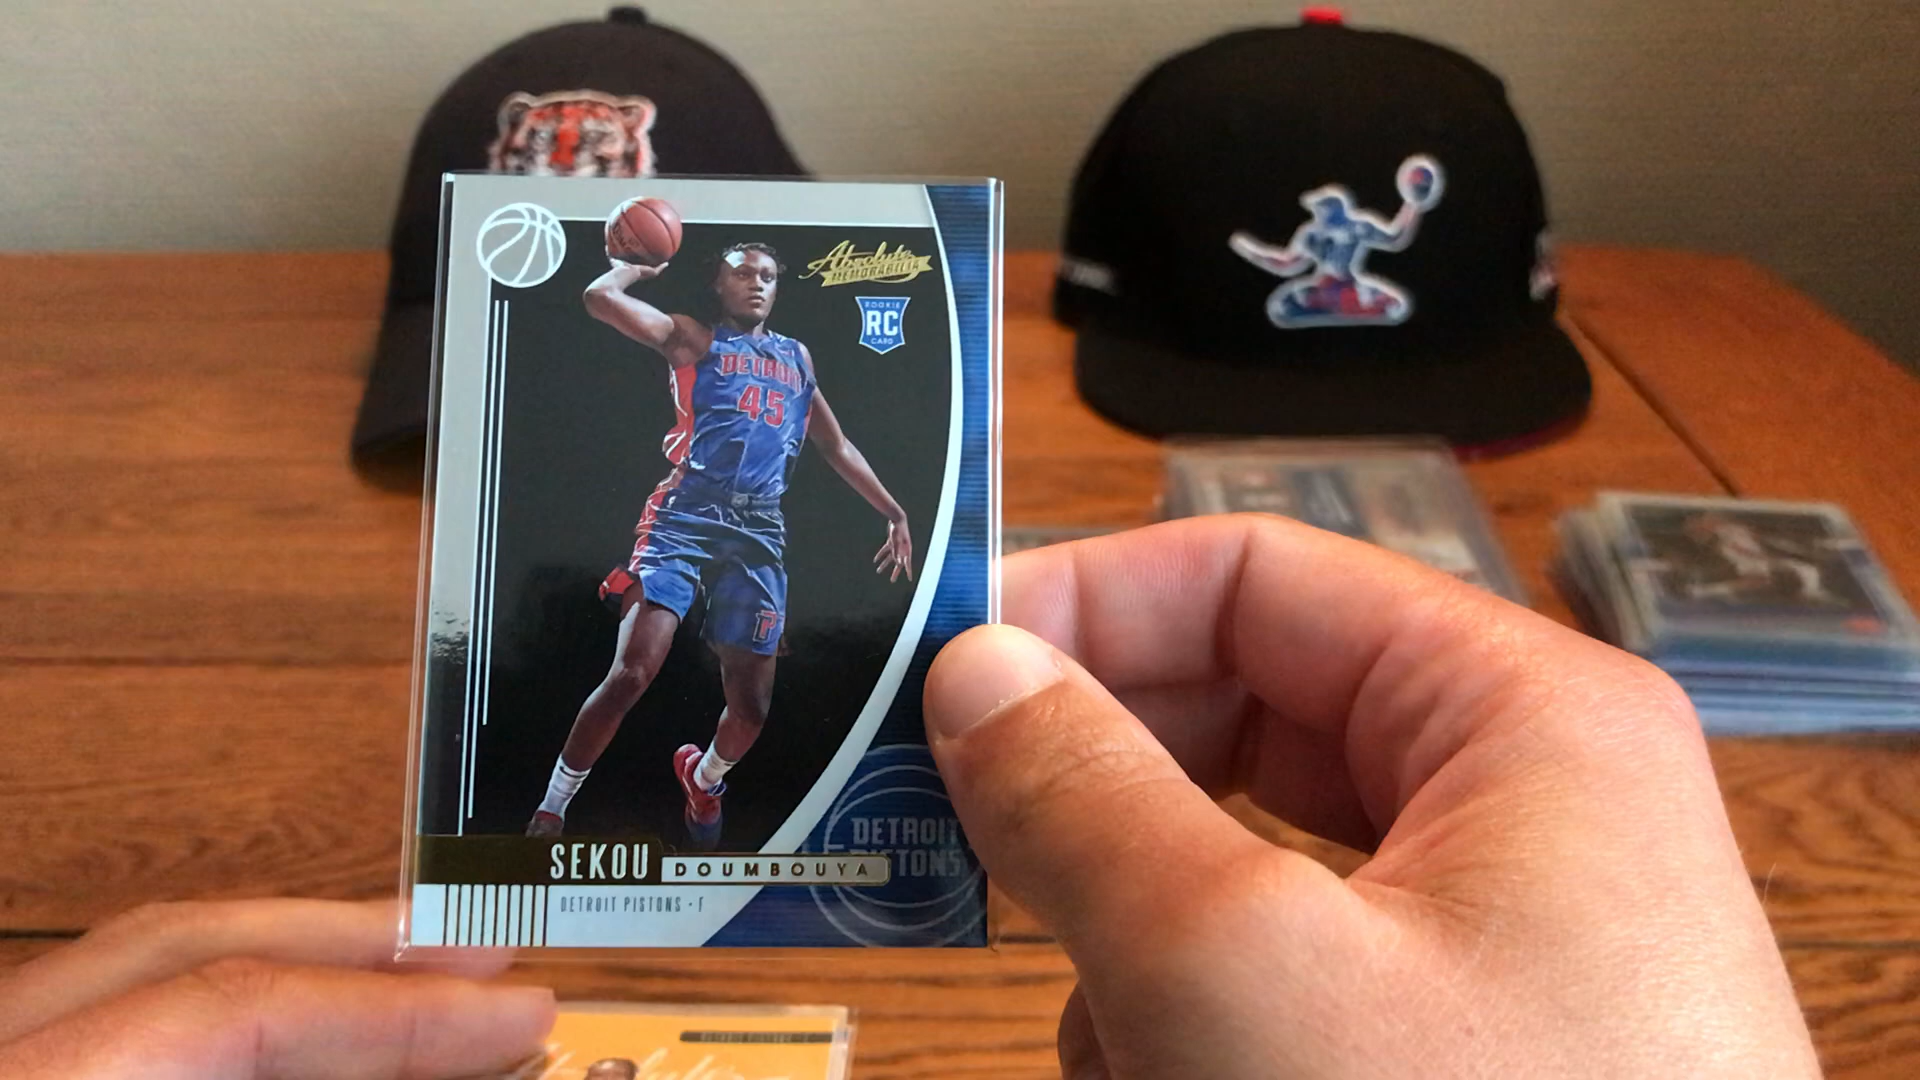 Absolute
MEMORABILIA
ROOKIE
RC
CARD
DETROIT
45
DETROIT
PISTONS
SEKOU DOUMBOUYA
DETROIT PISTONS • F